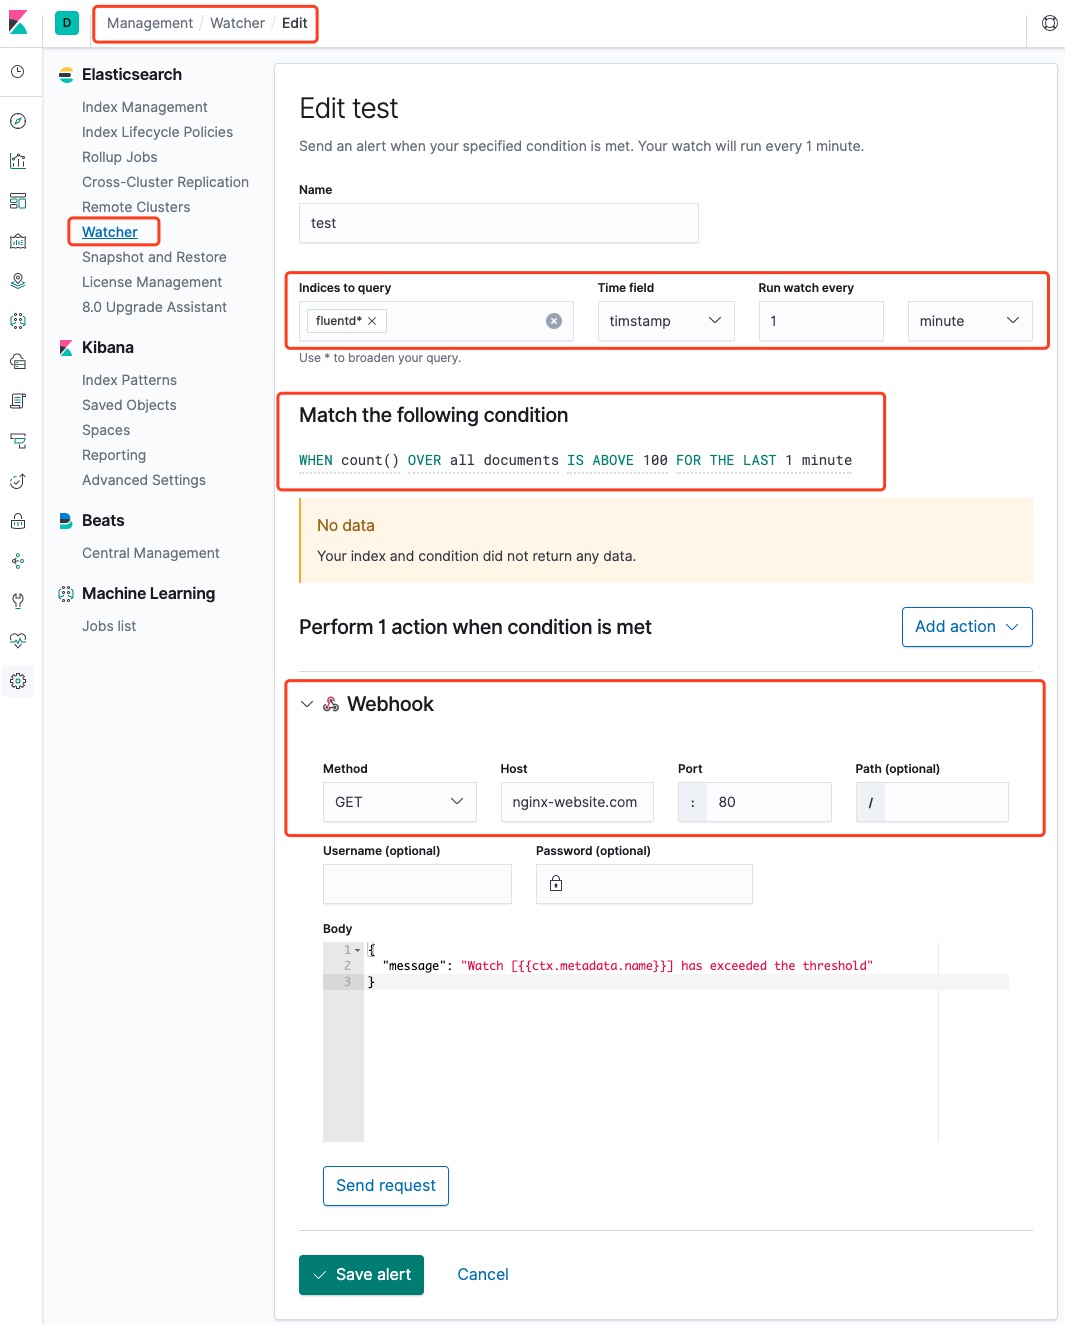 D Management / Watcher / Edit
Elasticsearch
Index Management
Index Lifecycle Policies
Rollup Jobs
Cross-Cluster Replication
Remote Clusters
Watcher
Snapshot and Restore
License Management
8.0 Upgrade Assistant
Kibana
Index Patterns
Saved Objects
Spaces
Reporting
Advanced Settings
Beats
Central Management
Machine Learning
Jobs list
Edit test
Send an alert when your specified condition is met. Your watch will run every 1 minute.
Name
test
Indices to query Time field Run watch every
fluentd* timstamp 1 minute
Use * to broaden your query.
Match the following condition
WHEN count() OVER all documents IS ABOVE 100 FOR THE LAST 1 minute
No data
Your index and condition did not return any data.
Perform 1 action when condition is met Add action
Webhook
Method Host Port Path (optional)
GET nginx-website.com : 80 /
Username (optional) Password (optional)
Body
1 {
2 "message": "Watch [{{ctx.metadata.name}}] has exceeded the threshold"
3 }
Send request
Save alert Cancel